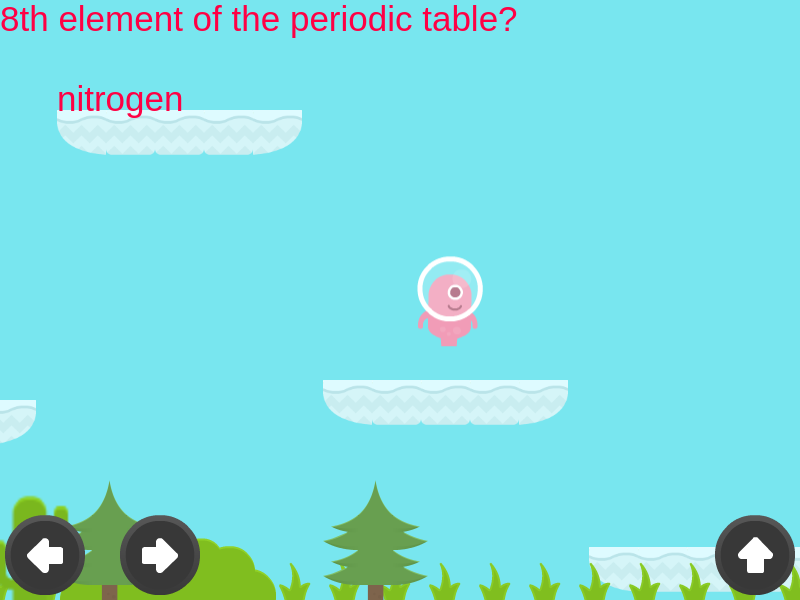 8th element of the periodic table?
nitrogen